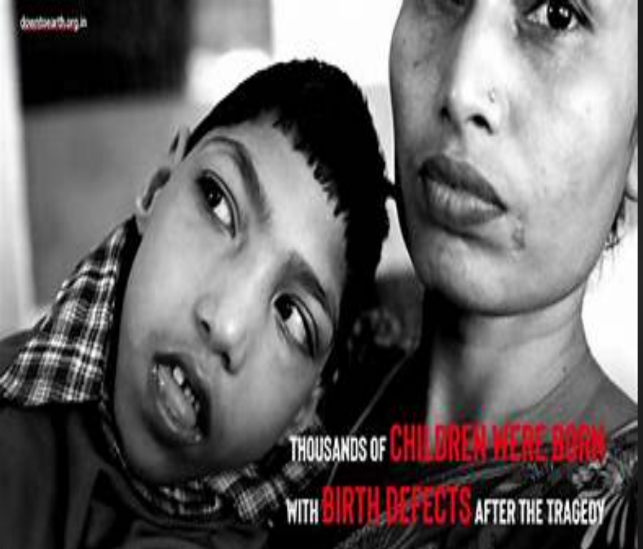 downtoearth.org.in
THOUSANDS OF CHILDREN WERE BORN
WITH BIRTH DEFECTS AFTER THE TRAGEDY